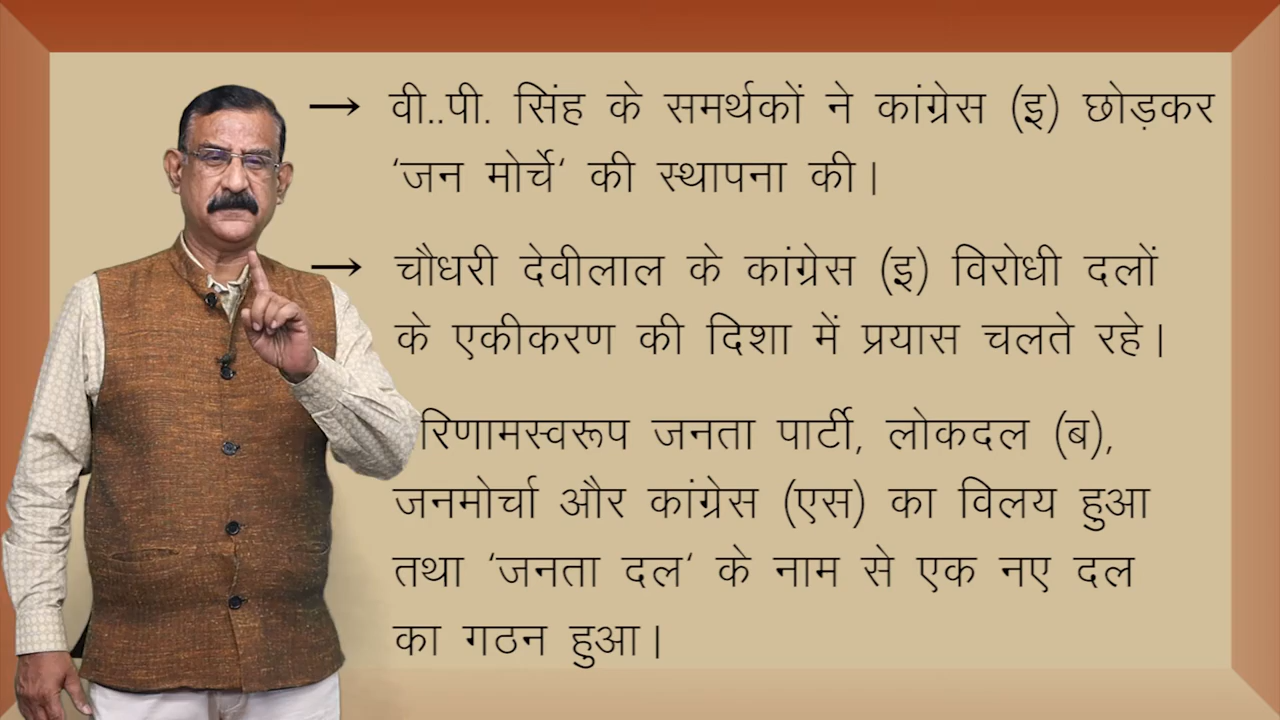 → वी..पी. सिंह के समर्थकों ने कांग्रेस (इ) छोड़कर
‘जन मोर्चे‘ की स्थापना की।
→ चौधरी देवीलाल के कांग्रेस (इ) विरोधी दलों
के एकीकरण की दिशा में प्रयास चलते रहे।
रिणामस्वरूप जनता पार्टी, लोकदल (ब),
जनमोर्चा और कांग्रेस (एस) का विलय हुआ
तथा ‘जनता दल‘ के नाम से एक नए दल
का गठन हुआ।